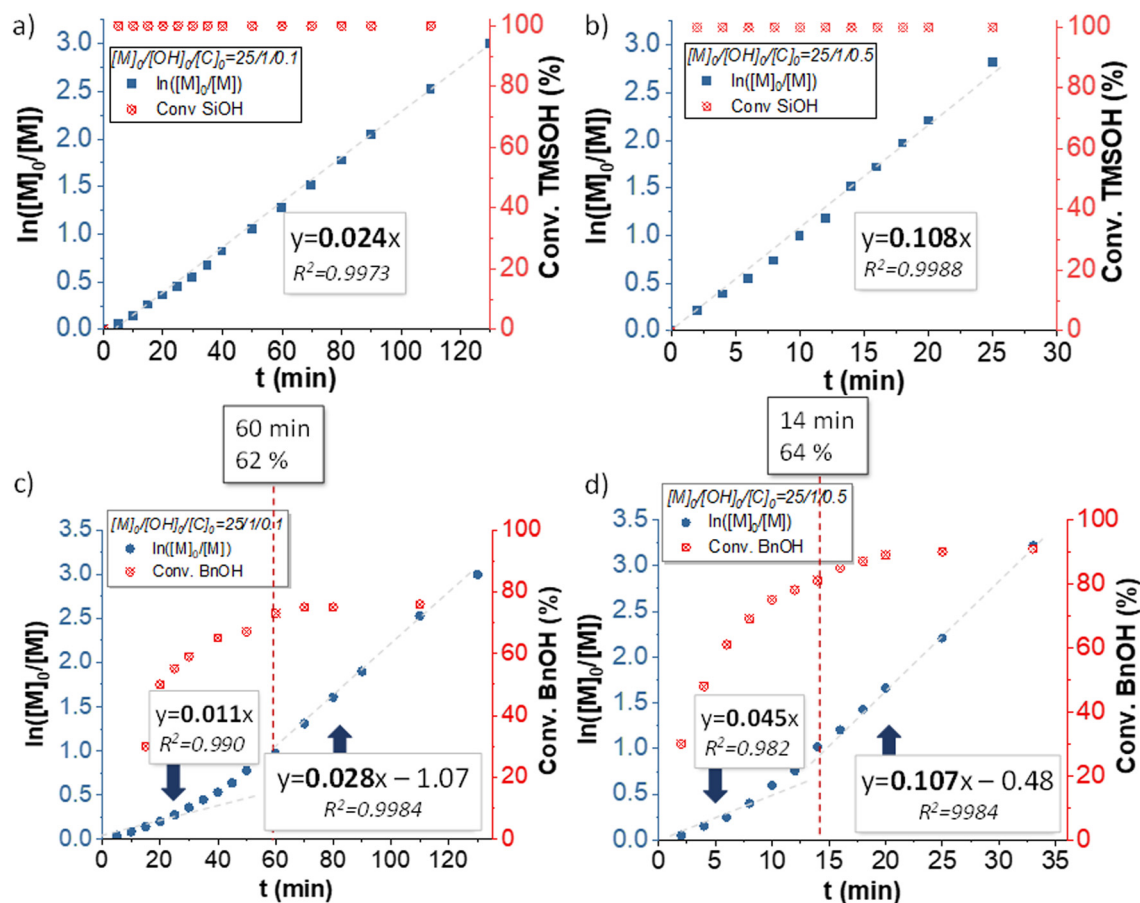 a)
[M]₀/[OH]₀/[C]₀=25/1/0.1
ln([M]₀/[M])
Conv SiOH
y=0.024x
R²=0.9973
ln([M]₀/[M])
3.0
2.5
2.0
1.5
1.0
0.5
0.0
0 20 40 60 80 100 120
t (min)
100
80
60
40
20
0
Conv. TMSOH (%)
b)
[M]₀/[OH]₀/[C]₀=25/1/0.5
ln([M]₀/[M])
Conv SiOH
y=0.108x
R²=0.9988
ln([M]₀/[M])
3.0
2.5
2.0
1.5
1.0
0.5
0.0
0 5 10 15 20 25 30
t (min)
100
80
60
40
20
0
Conv. TMSOH (%)
60 min
62 %
c)
[M]₀/[OH]₀/[C]₀=25/1/0.1
ln([M]₀/[M])
Conv. BnOH
y=0.011x
R²=0.990
y=0.028x – 1.07
R²=0.9984
ln([M]₀/[M])
3.5
3.0
2.5
2.0
1.5
1.0
0.5
0.0
0 20 40 60 80 100 120
t (min)
100
80
60
40
20
0
Conv. BnOH (%)
14 min
64 %
d)
[M]₀/[OH]₀/[C]₀=25/1/0.5
ln([M]₀/[M])
Conv. BnOH
y=0.045x
R²=0.982
y=0.107x – 0.48
R²=9984
ln([M]₀/[M])
3.5
3.0
2.5
2.0
1.5
1.0
0.5
0.0
0 5 10 15 20 25 30 35
t (min)
100
80
60
40
20
0
Conv. BnOH (%)